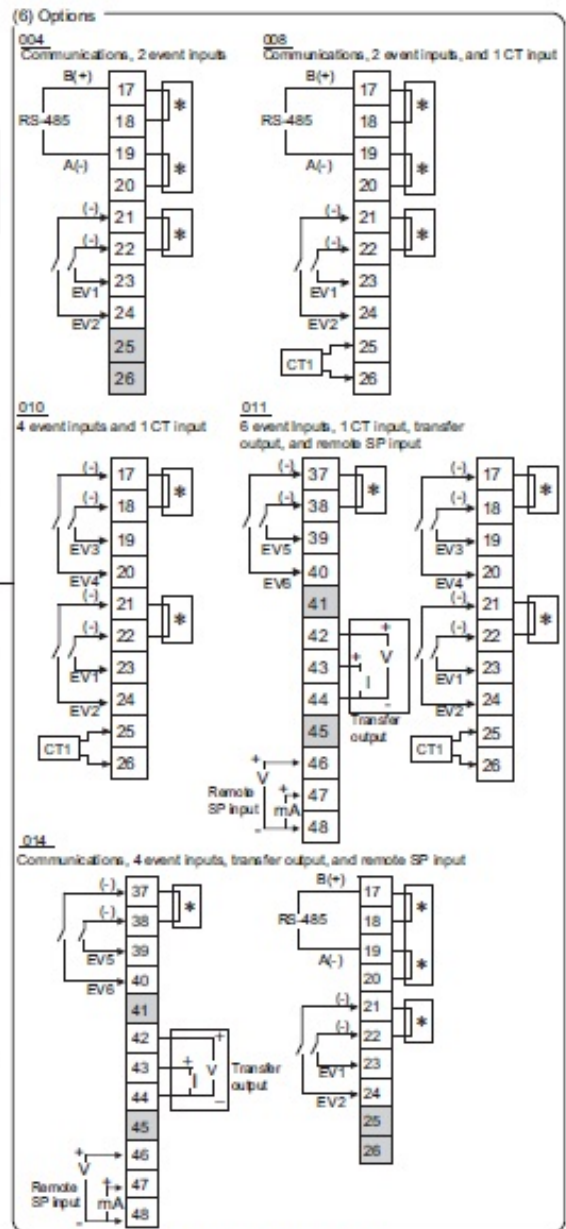 (6) Options
004
Communications, 2 event inputs
B(+)
RS-485
A(-)
(-)
(-)
EV1
EV2
17
18
19
20
21
22
23
24
25
26
*
*
*
008
Communications, 2 event inputs, and 1 CT input
B(+)
RS-485
A(-)
(-)
(-)
EV1
EV2
CT1
17
18
19
20
21
22
23
24
25
26
*
*
*
010
4 event inputs and 1 CT input
(-)
(-)
EV3
EV4
(-)
(-)
EV1
EV2
CT1
17
18
19
20
21
22
23
24
25
26
*
*
011
6 event Inputs, 1 CT input, transfer
output, and remote SP input
(-)
(-)
EV5
EV6
37
38
39
40
41
42
43
44
45
46
47
48
*
+
+
V
I
-
Transfer
output
+
V
Remote
SP input
+
mA
-
(-)
(-)
EV3
EV4
(-)
(-)
EV1
EV2
CT1
17
18
19
20
21
22
23
24
25
26
*
*
014
Communications, 4 event inputs, transfer output, and remote SP input
(-)
(-)
EV5
EV6
37
38
39
40
41
42
43
44
45
46
47
48
*
+
+
V
I
-
Transfer
output
+
V
Remote
SP input
+
mA
-
B(+)
RS-485
A(-)
(-)
(-)
EV1
EV2
17
18
19
20
21
22
23
24
25
26
*
*
*